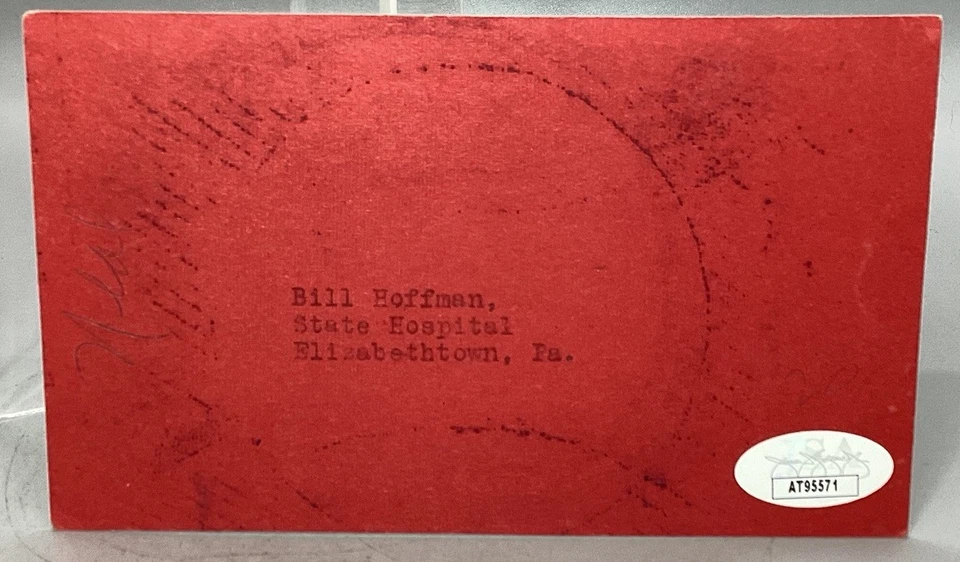 Bill Hoffman,
State Hospital
Elizabethtown, Pa.
AT95571